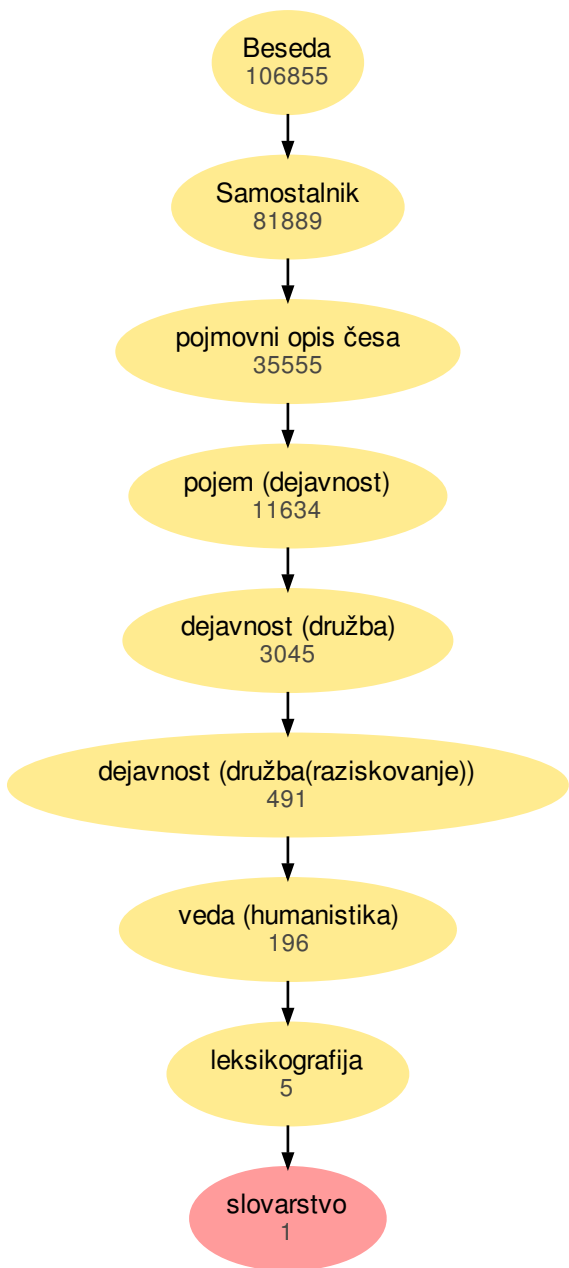 Beseda
106855
Samostalnik
81889
pojmovni opis česa
35555
pojem (dejavnost)
11634
dejavnost (družba)
3045
dejavnost (družba(raziskovanje))
491
veda (humanistika)
196
leksikografija
5
slovarstvo
1